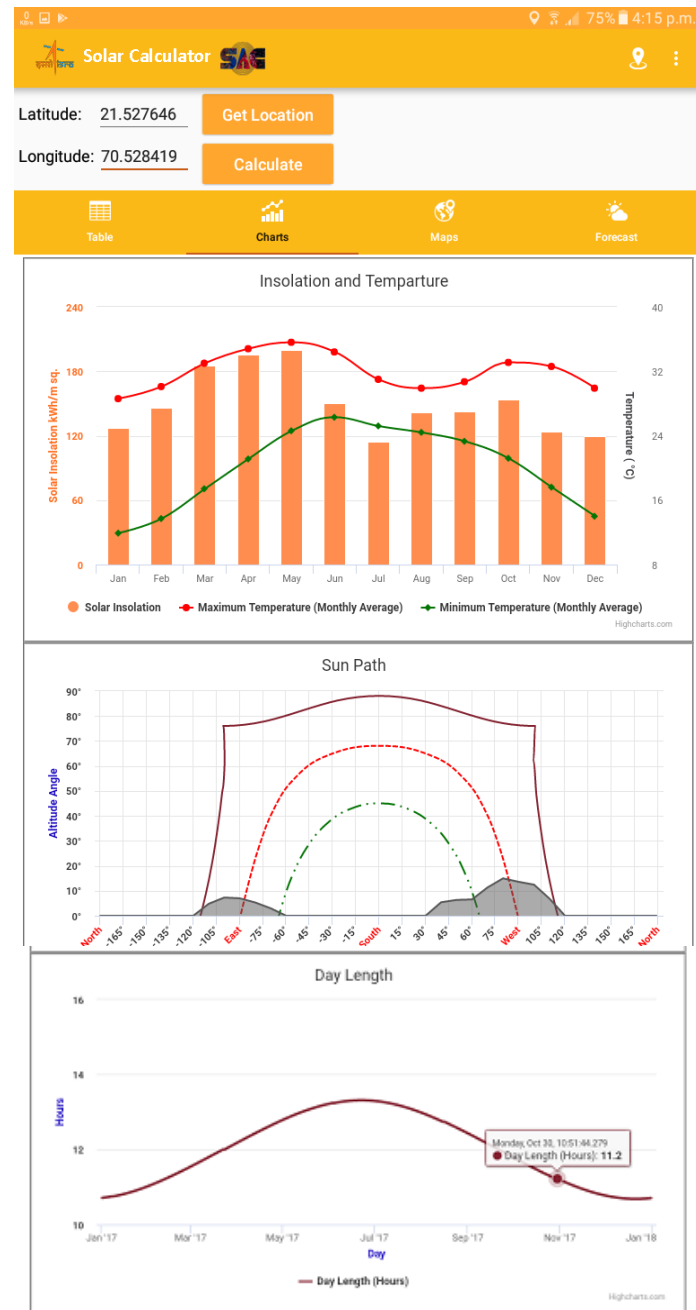 0
KB/s
75%
4:15 p.m.
इसरो isro
Solar Calculator
SAC
Latitude:
21.527646
Get Location
Longitude:
70.528419
Calculate
Table
Charts
Maps
Forecast
Insolation and Temparture
240
40
180
32
120
24
60
16
0
8
Solar Insolation kWh/m sq.
Temperature ( °C)
Jan Feb Mar Apr May Jun Jul Aug Sep Oct Nov Dec
Solar Insolation
Maximum Temperature (Monthly Average)
Minimum Temperature (Monthly Average)
Highcharts.com
Sun Path
90°
80°
70°
60°
50°
40°
30°
20°
10°
0°
Altitude Angle
North -165° -150° -135° -120° -105° East -75° -60° -45° -30° -15° South 15° 30° 45° 60° 75° West 105° 120° 135° 150° 165° North
Day Length
16
14
12
10
Hours
Monday, Oct 30, 10:51:44.279
Day Length (Hours): 11.2
Jan '17 Mar '17 May '17 Jul '17 Sep '17 Nov '17 Jan '18
Day
Day Length (Hours)
Highcharts.com